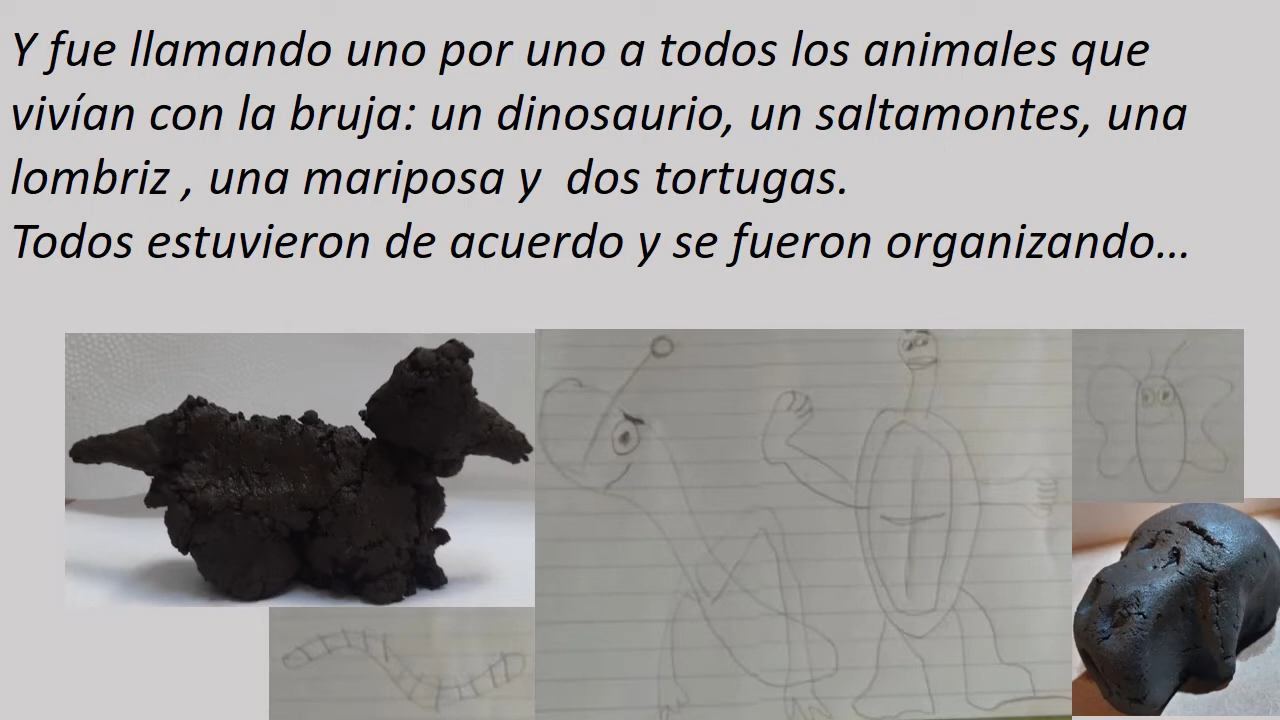 Y fue llamando uno por uno a todos los animales que
vivían con la bruja: un dinosaurio, un saltamontes, una
lombriz , una mariposa y  dos tortugas.
Todos estuvieron de acuerdo y se fueron organizando...